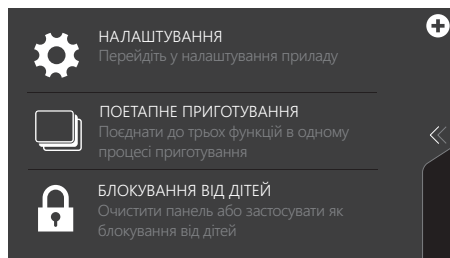 НАЛАШТУВАННЯ
Перейдіть у налаштування приладу
ПОЕТАПНЕ ПРИГОТУВАННЯ
Поєднати до трьох функцій в одному
процесі приготування
БЛОКУВАННЯ ВІД ДІТЕЙ
Очистити панель або застосувати як
блокування від дітей